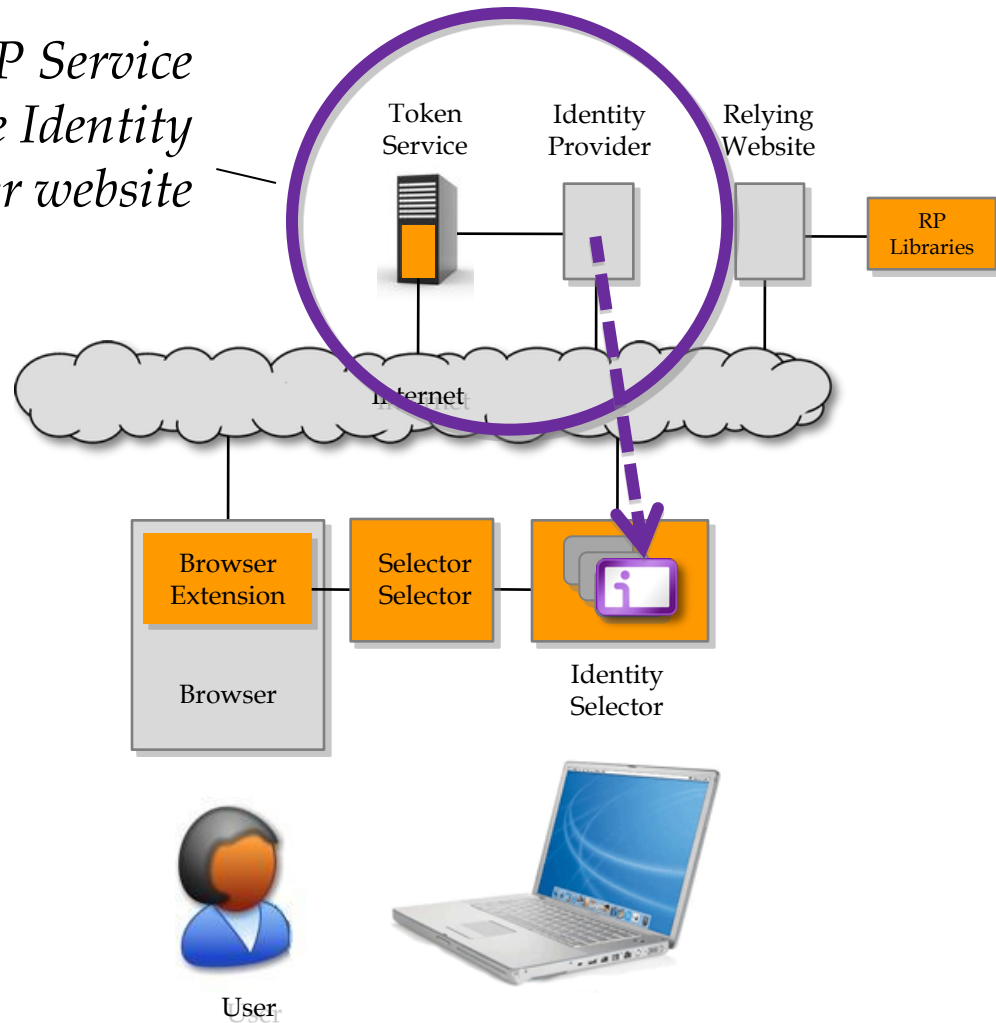 P Service
e Identity
r website
Token
Service
Identity
Provider
Relying
Website
RP
Libraries
Internet
Browser
Extension
Selector
Selector
Browser
Identity
Selector
User